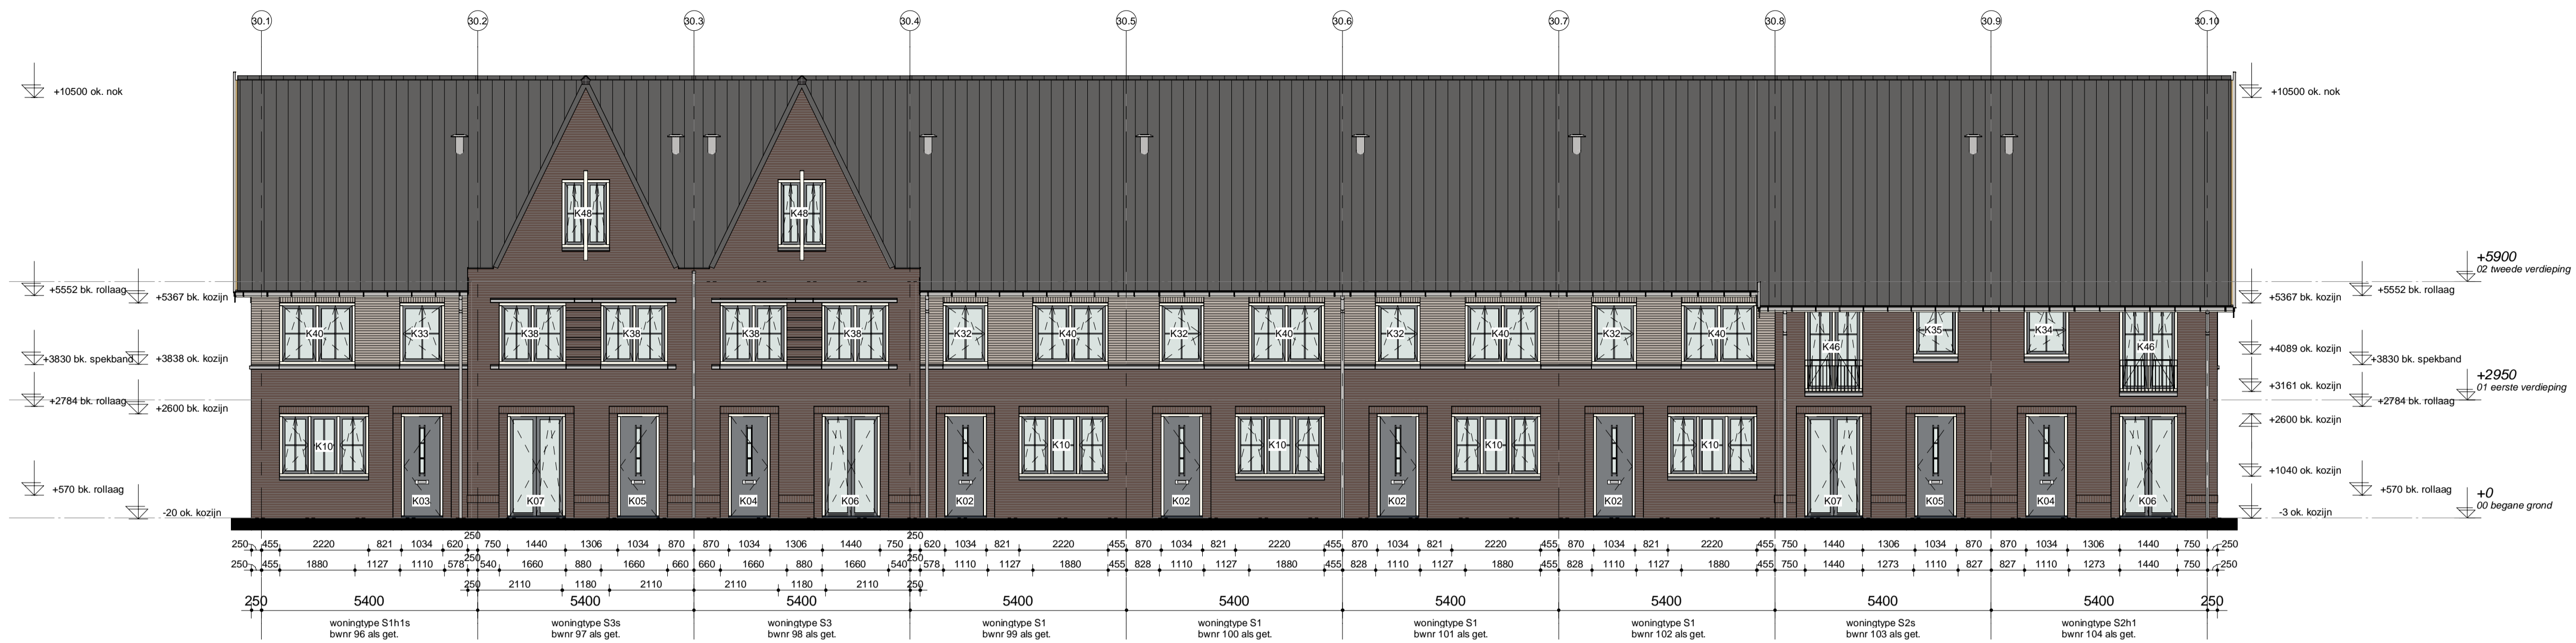 30.1 30.2 30.3 30.4 30.5 30.6 30.7 30.8 30.9 30.10
+10500 ok. nok
+10500 ok. nok
K48 K48
+5900
02 tweede verdieping
+5552 bk. rollaag
+5367 bk. kozijn
+5367 bk. kozijn
+5552 bk. rollaag
K40 K33 K38 K38 K38 K38 K32 K40 K32 K40 K32 K40 K32 K40 K46 K35 K34 K46
+3830 bk. spekband
+3838 ok. kozijn
+4089 ok. kozijn
+3830 bk. spekband
+2950
01 eerste verdieping
+3161 ok. kozijn
+2784 bk. rollaag
+2600 bk. kozijn
+2784 bk. rollaag
+2600 bk. kozijn
K10 K10 K10 K10 K10
+1040 ok. kozijn
+570 bk. rollaag
+570 bk. rollaag
K03 K07 K05 K04 K06 K02 K02 K02 K02 K07 K05 K04 K06
+0
00 begane grond
-20 ok. kozijn
-3 ok. kozijn
250 250
250 455 2220 821 1034 620 750 1440 1306 1034 870 870 1034 1306 1440 750 620 1034 821 2220 455 870 1034 821 2220 455 870 1034 821 2220 455 870 1034 821 2220 455 750 1440 1306 1034 870 870 1034 1306 1440 750 250
250 250
250 455 1880 1127 1110 578 540 1660 880 1660 660 660 1660 880 1660 540 578 1110 1127 1880 455 828 1110 1127 1880 455 828 1110 1127 1880 455 828 1110 1127 1880 455 750 1440 1273 1110 827 827 1110 1273 1440 750 250
250 2110 1180 2110 2110 1180 2110 250
250 5400 5400 5400 5400 5400 5400 5400 5400 5400 250
woningtype S1h1s woningtype S3s woningtype S3 woningtype S1 woningtype S1 woningtype S1 woningtype S1 woningtype S2s woningtype S2h1
bwnr 96 als get. bwnr 97 als get. bwnr 98 als get. bwnr 99 als get. bwnr 100 als get. bwnr 101 als get. bwnr 102 als get. bwnr 103 als get. bwnr 104 als get.